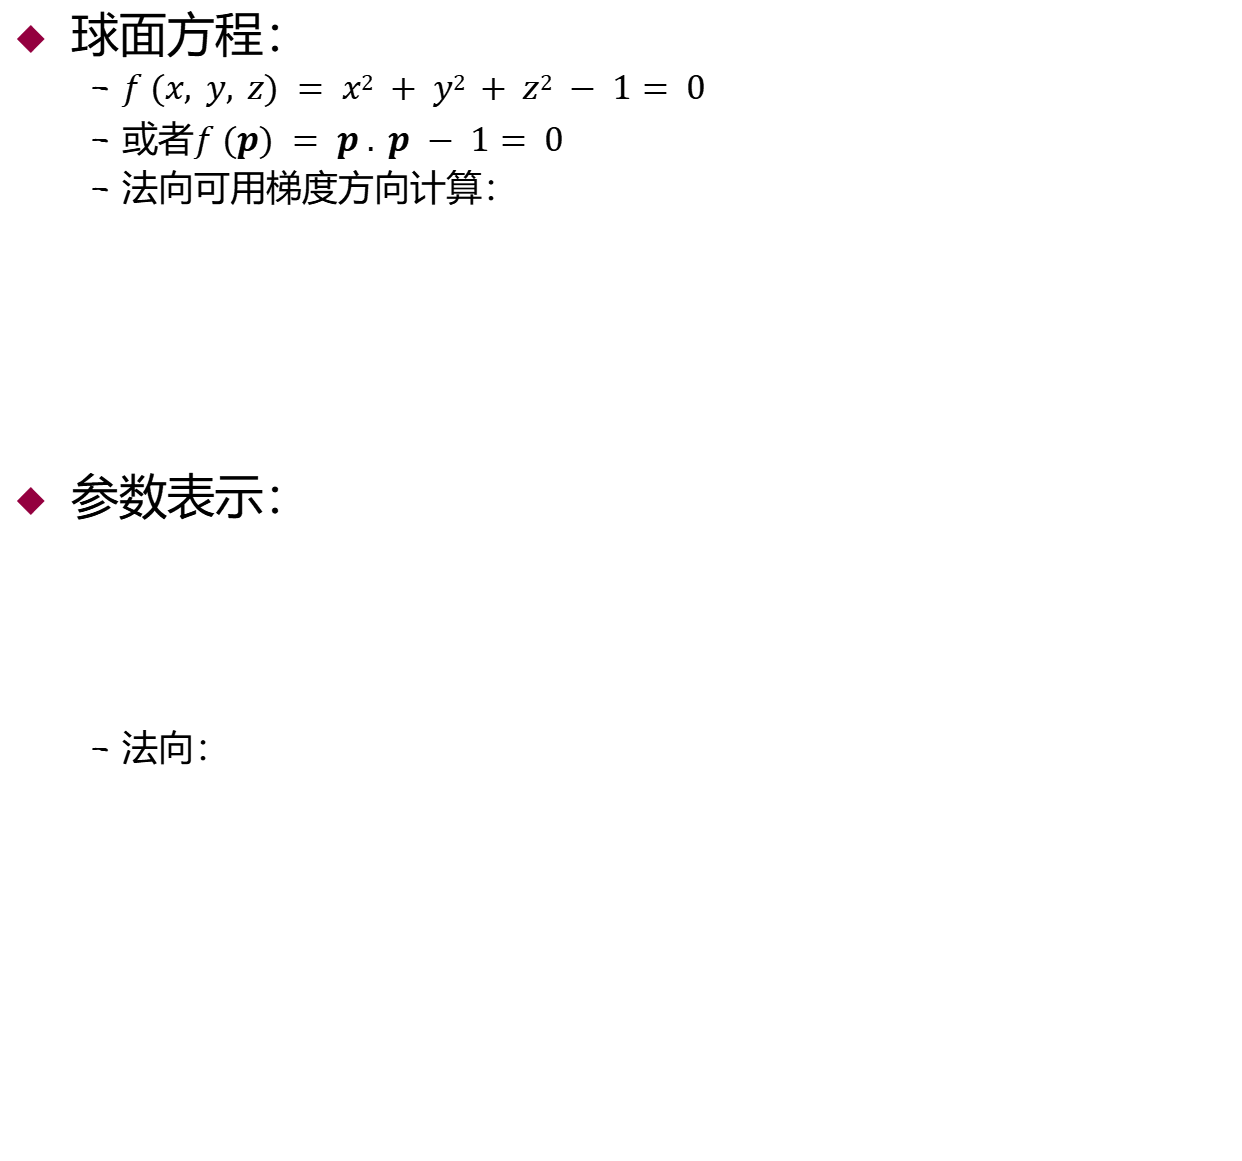 ◆ 球面方程：
– f (x, y, z) = x² + y² + z² − 1 = 0
– 或者f (p) = p . p − 1 = 0
– 法向可用梯度方向计算：
◆ 参数表示：
– 法向：